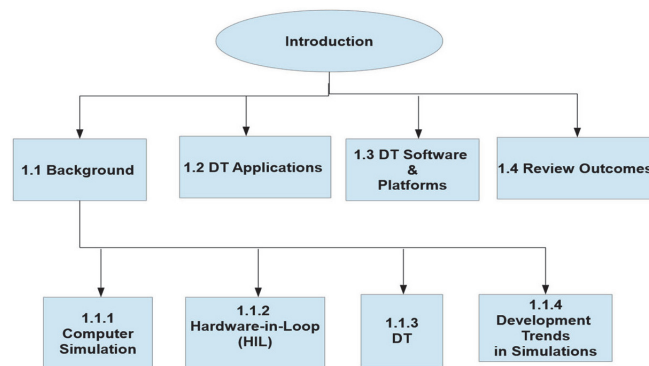 Introduction
1.1 Background
1.2 DT Applications
1.3 DT Software
&
Platforms
1.4 Review Outcomes
1.1.1
Computer
Simulation
1.1.2
Hardware-in-Loop
(HIL)
1.1.3
DT
1.1.4
Development
Trends
in Simulations